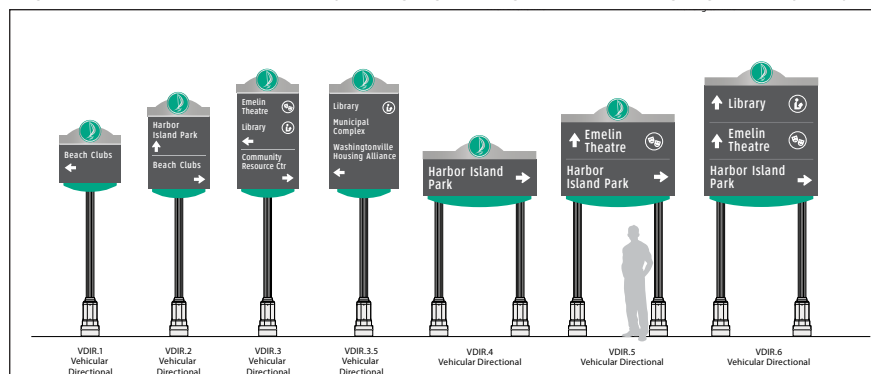 Beach Clubs
Harbor
Island Park
Beach Clubs
Emelin
Theatre
Library
Community
Resource Ctr
Library
Municipal
Complex
Washingtonville
Housing Alliance
Harbor Island
Park
Emelin
Theatre
Harbor
Island Park
Library
Emelin
Theatre
Harbor Island
Park
VDIR.1
Vehicular
Directional
VDIR.2
Vehicular
Directional
VDIR.3
Vehicular
Directional
VDIR.3.5
Vehicular
Directional
VDIR.4
Vehicular Directional
VDIR.5
Vehicular Directional
VDIR.6
Vehicular Directional